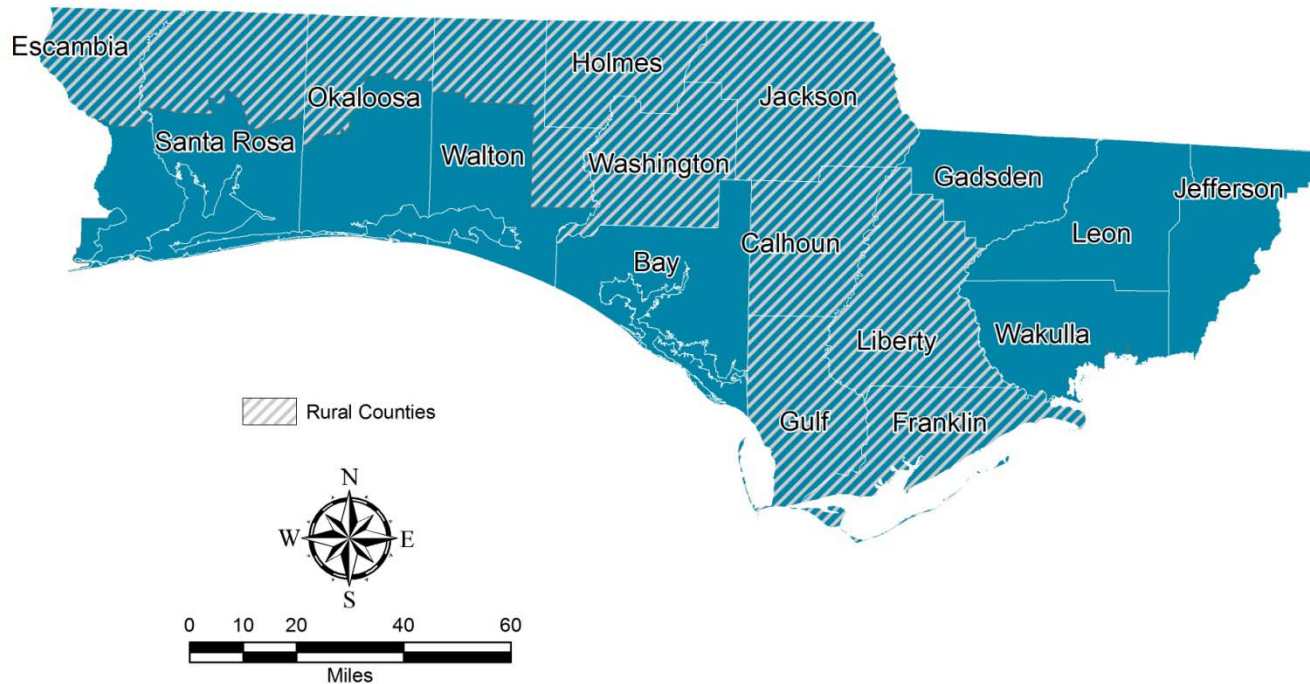 Escambia
Holmes
Okaloosa
Jackson
Santa Rosa
Walton
Washington
Gadsden
Jefferson
Leon
Calhoun
Bay
Liberty
Wakulla
Gulf
Franklin
Rural Counties
N
W E
S
0 10 20 40 60
Miles